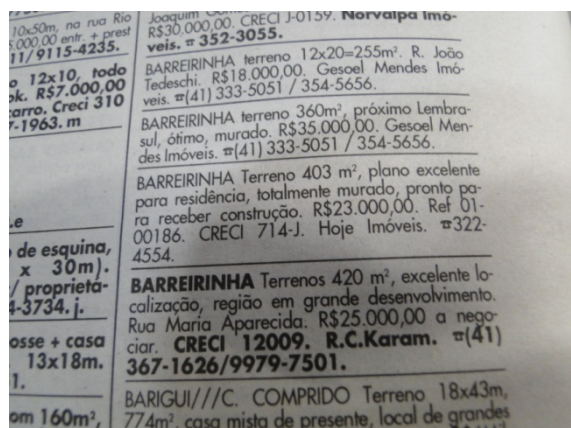 10x50m, na rua Rio
5.000,00 entr. + prest
11/9115-4235.
12x10, todo
ok. R$7.000,00
carro. Creci 310
7-1963. m
.e
de esquina,
x 30m).
/ proprietá-
4-3734. j.
osse + casa
13x18m.
1.
om 160m²,
Joaquim
R$30.000,00. CRECI J-0159. Norvalpa Imó-
veis. ☎352-3055.
BARREIRINHA terreno 12x20=255m². R. João
Tedeschi. R$18.000,00. Gesoel Mendes Imó-
veis. ☎(41) 333-5051 / 354-5656.
BARREIRINHA terreno 360m², próximo Lembra-
sul, ótimo, murado. R$35.000,00. Gesoel Men-
des Imóveis. ☎(41) 333-5051 / 354-5656.
BARREIRINHA Terreno 403 m², plano excelente
para residência, totalmente murado, pronto pa-
ra receber construção. R$23.000,00. Ref 01-
00186. CRECI 714-J. Hoje Imóveis. ☎322-
4554.
BARREIRINHA Terrenos 420 m², excelente lo-
calização, região em grande desenvolvimento.
Rua Maria Aparecida. R$25.000,00 a nego-
ciar. CRECI 12009. R.C.Karam. ☎(41)
367-1626/9979-7501.
BARIGUI///C. COMPRIDO Terreno 18x43m,
774m², casa mista de presente, local de grandes